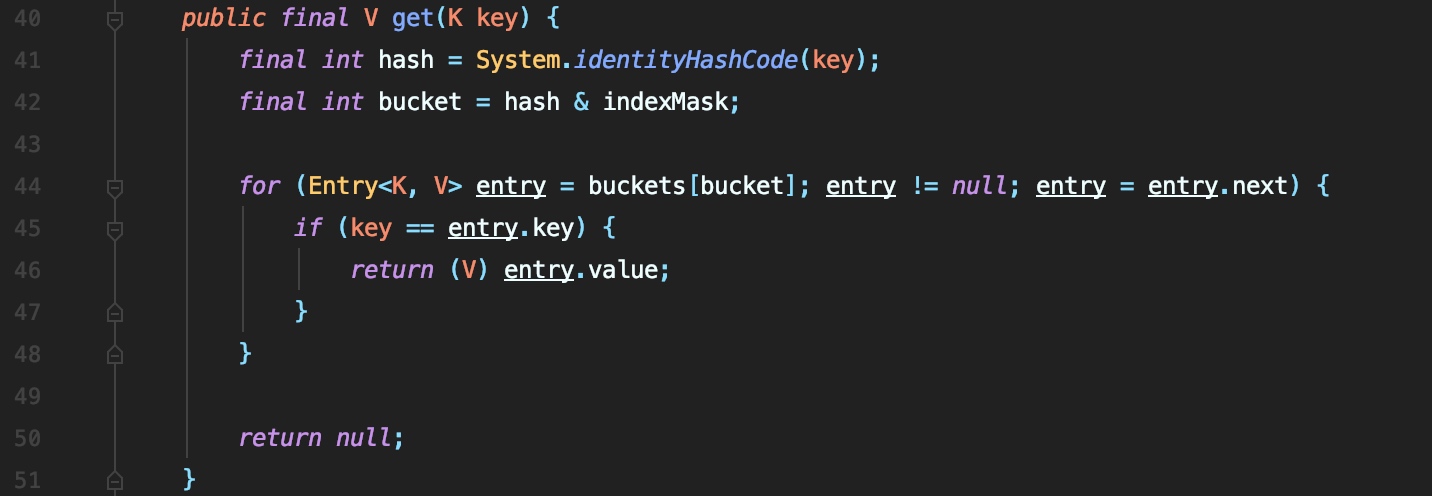 40 public final V get(K key) {
41 final int hash = System.identityHashCode(key);
42 final int bucket = hash & indexMask;
43
44 for (Entry<K, V> entry = buckets[bucket]; entry != null; entry = entry.next) {
45 if (key == entry.key) {
46 return (V) entry.value;
47 }
48 }
49
50 return null;
51 }